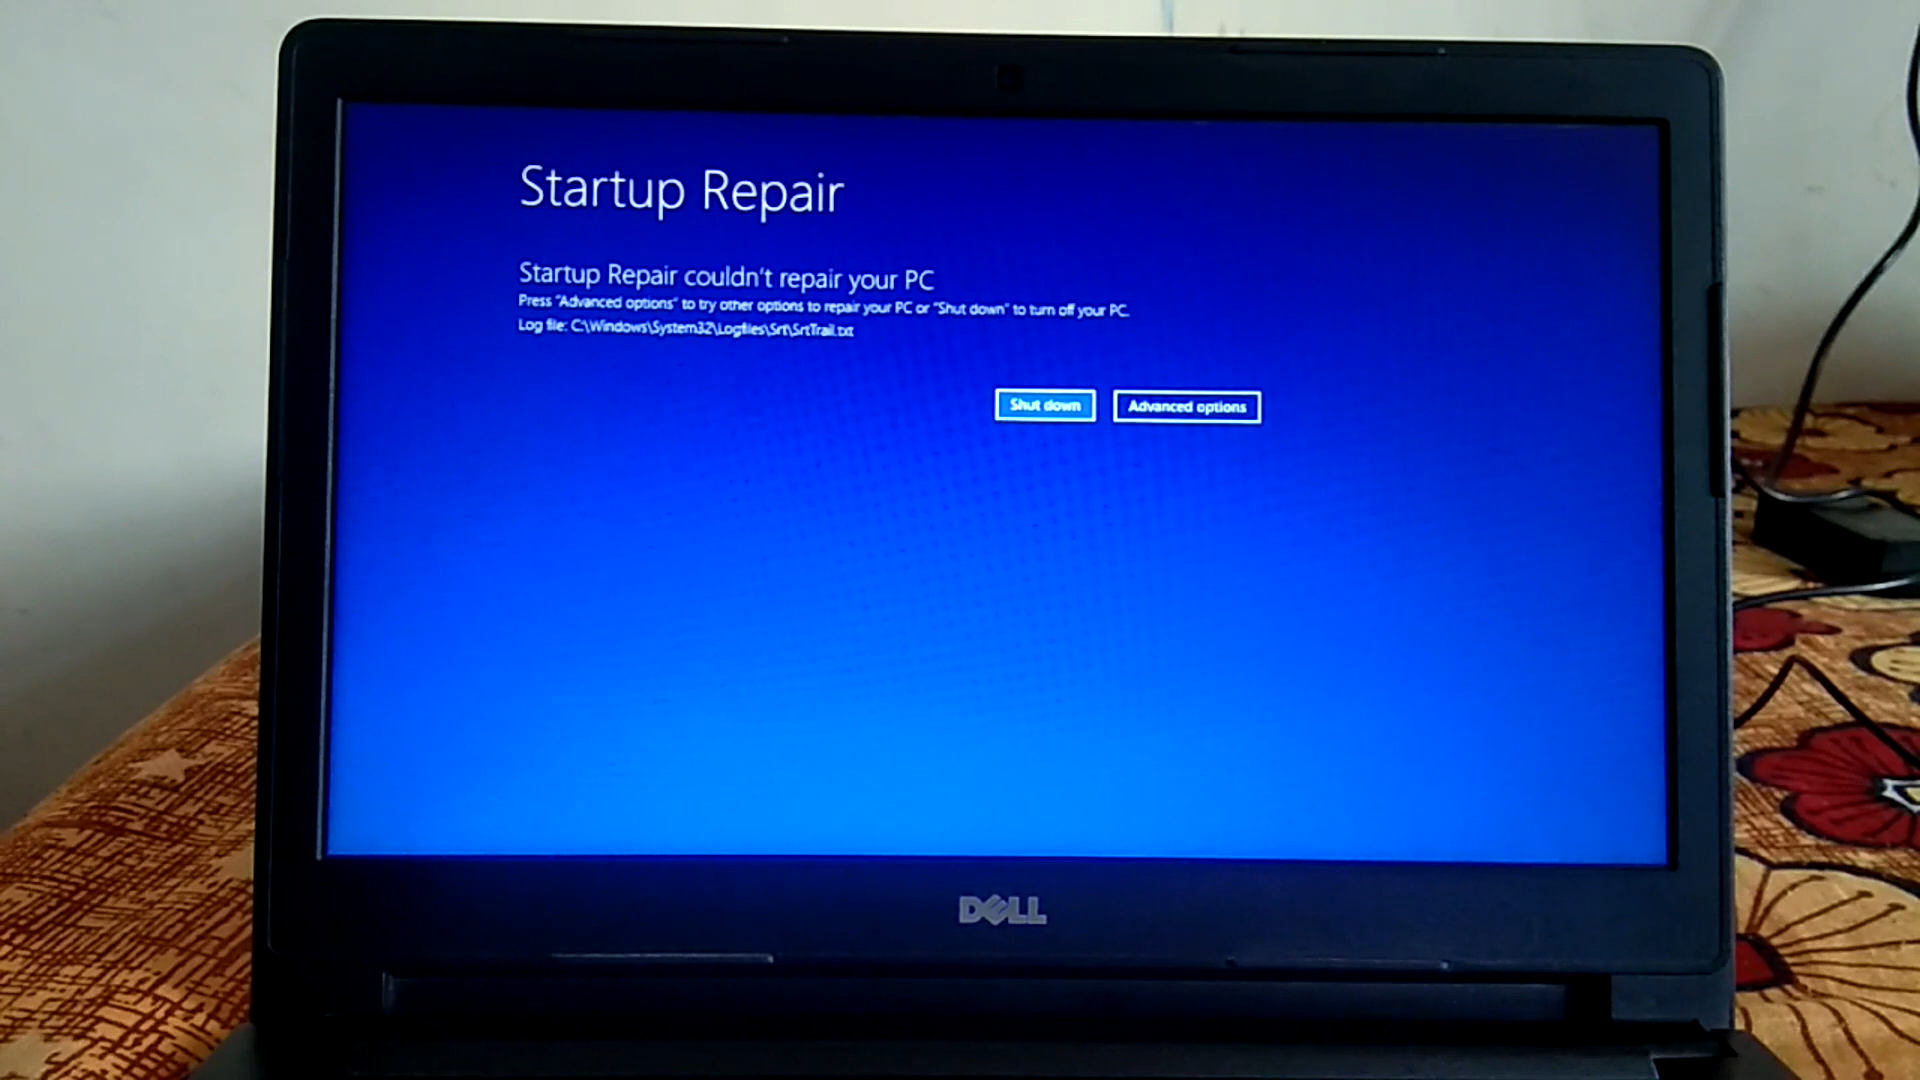 Startup Repair
Startup Repair couldn't repair your PC
Press "Advanced options" to try other options to repair your PC or "Shut down" to turn off your PC.
Log file: C:\Windows\System32\Logfiles\Srt\SrtTrail.txt
Shut down
Advanced options
DELL